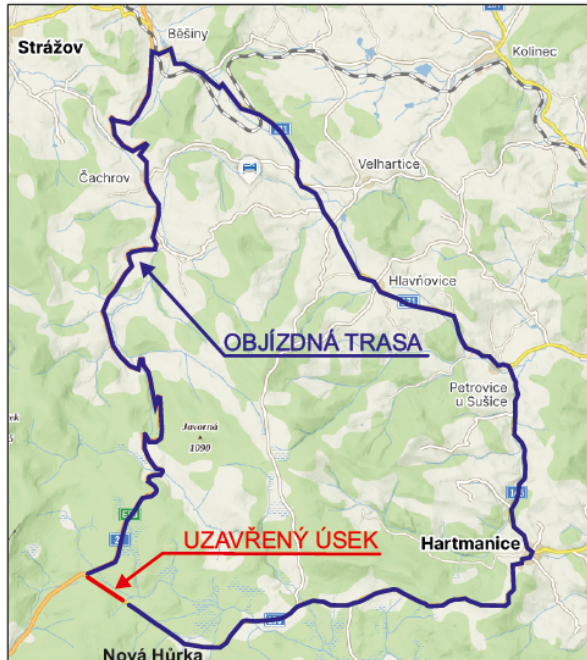 Běšiny
Strážov
Kolinec
Čachrov
Velhartice
Hlavňovice
OBJÍZDNÁ TRASA
Petrovice
u Sušice
Javorná
1090
UZAVŘENÝ ÚSEK
Hartmanice
Nová Hůrka